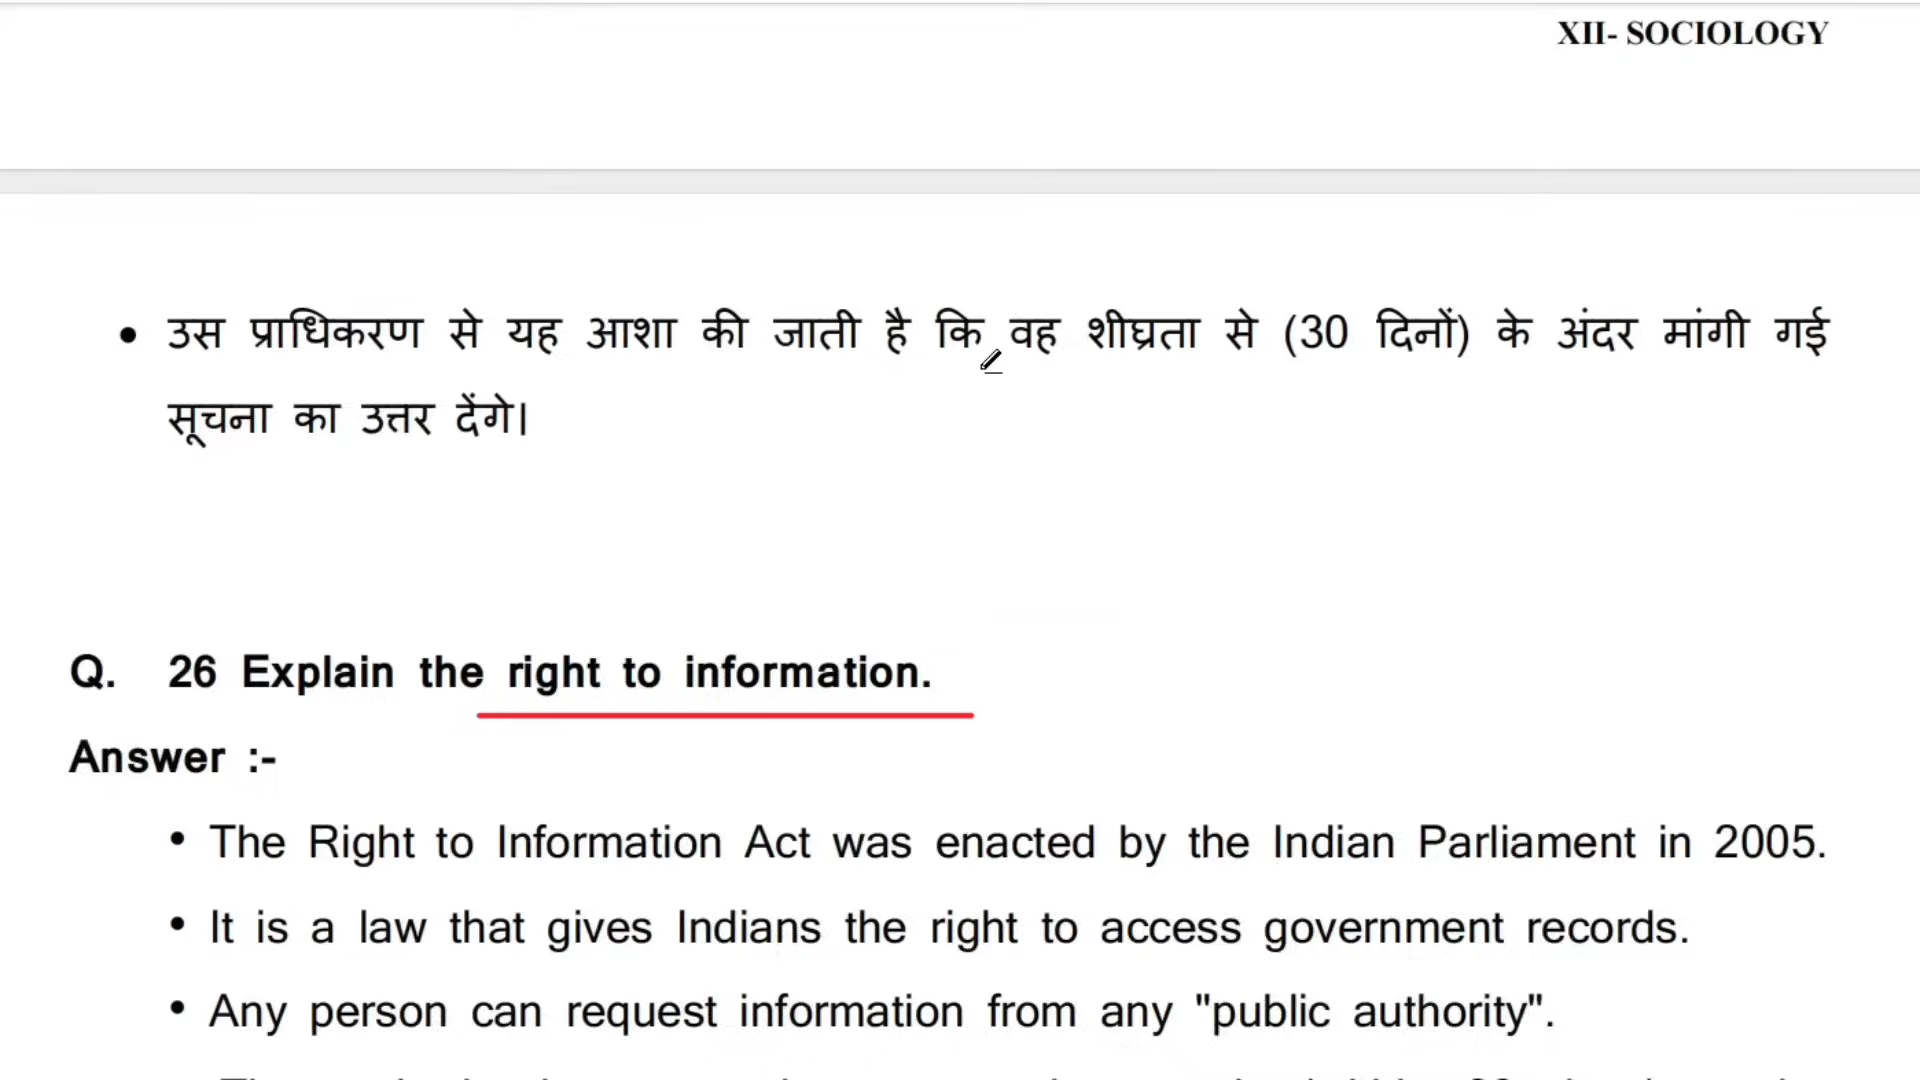 XII- SOCIOLOGY
• उस प्राधिकरण से यह आशा की जाती है कि वह शीघ्रता से (30 दिनों) के अंदर मांगी गई
सूचना का उत्तर देंगे।
Q. 26 Explain the right to information.
Answer :-
• The Right to Information Act was enacted by the Indian Parliament in 2005.
• It is a law that gives Indians the right to access government records.
• Any person can request information from any "public authority".